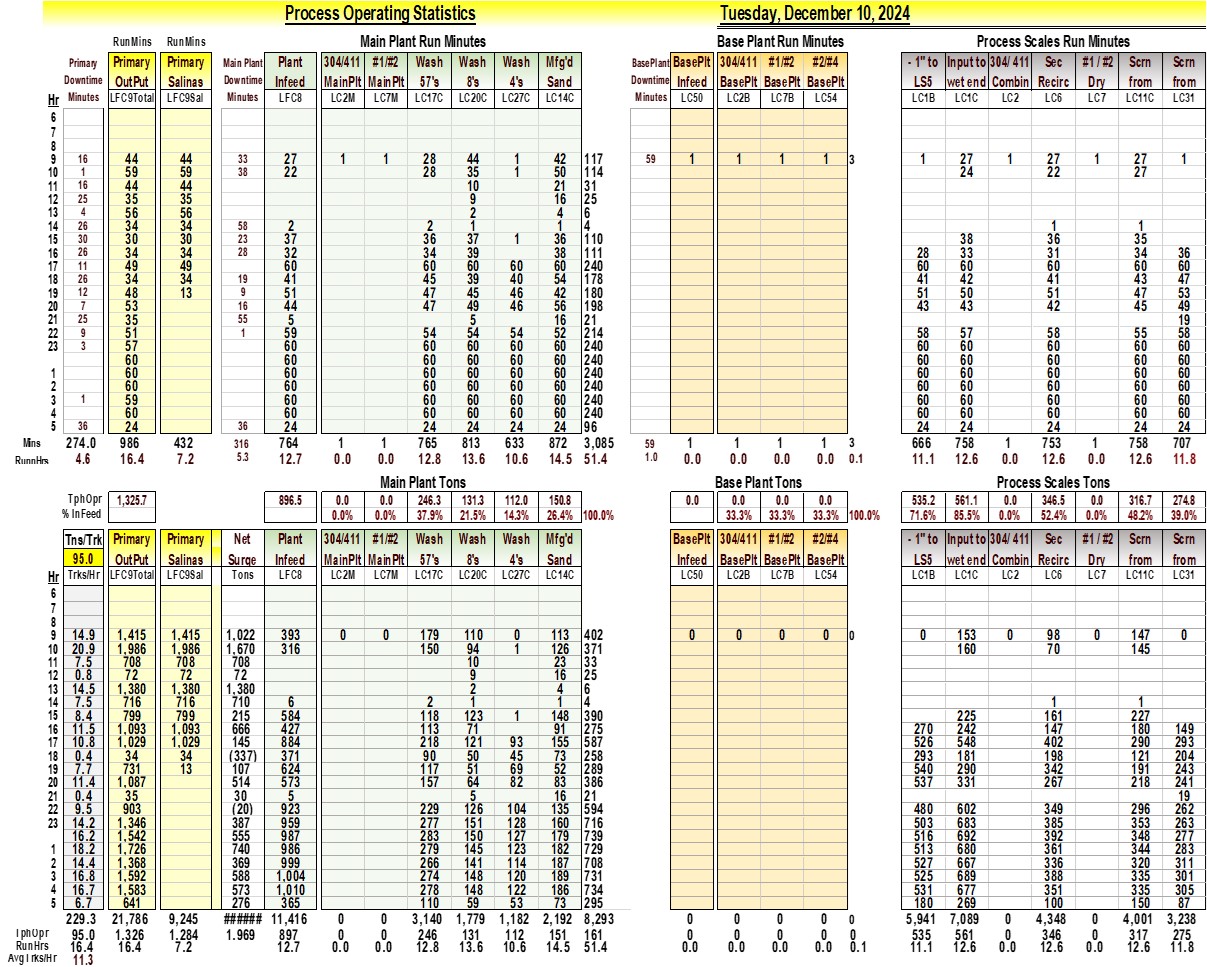 Process Operating Statistics Tuesday, December 10, 2024
RunMins RunMins Main Plant Run Minutes Base Plant Run Minutes Process Scales Run Minutes
Primary Primary Primary Main Plant Plant 304/411 #1/#2 Wash Wash Wash Mfg'd BasePlant BasePlt 304/411 #1/#2 #2/#4 - 1" to Input to 304/ 411 Sec #1 / #2 Scrn Scrn
Downtime OutPut Salinas Downtime Infeed MainPlt MainPlt 57's 8's 4's Sand Downtime Infeed BasePlt BasePlt BasePlt LS5 wet end Combin Recirc Dry from from
Hr Minutes LFC9Total LFC9Sal Minutes LFC8 LC2M LC7M LC17C LC20C LC27C LC14C Minutes LC50 LC2B LC7B LC54 LC1B LC1C LC2 LC6 LC7 LC11C LC31
6
7
8
9 16 44 44 33 27 1 1 28 44 1 42 117 59 1 1 1 1 3 1 27 1 27 1 27 1
10 1 59 59 38 22 28 35 1 50 114 24 22 27
11 16 44 44 10 21 31
12 25 35 35 9 16 25
13 4 56 56 2 4 6
14 26 34 34 58 2 2 1 1 4 1 1
15 30 30 30 23 37 36 37 1 36 110 38 36 35
16 26 34 34 28 32 34 39 38 111 28 33 31 34 36
17 11 49 49 60 60 60 60 60 240 60 60 60 60 60
18 26 34 34 19 41 45 39 40 54 178 41 42 41 43 47
19 12 48 13 9 51 47 45 46 42 180 51 50 51 47 53
20 7 53 16 44 47 49 46 56 198 43 43 42 45 49
21 25 35 55 5 5 16 21 19
22 9 51 1 59 54 54 54 52 214 58 57 58 55 58
23 3 57 60 60 60 60 60 240 60 60 60 60 60
60 60 60 60 60 60 240 60 60 60 60 60
1 60 60 60 60 60 60 240 60 60 60 60 60
2 60 60 60 60 60 60 240 60 60 60 60 60
3 1 59 60 60 60 60 60 240 60 60 60 60 60
4 60 60 60 60 60 60 240 60 60 60 60 60
5 36 24 36 24 24 24 24 24 96 24 24 24 24 24
Mins 274.0 986 432 316 764 1 1 765 813 633 872 3,085 59 1 1 1 1 3 666 758 1 753 1 758 707
RunnHrs 4.6 16.4 7.2 5.3 12.7 0.0 0.0 12.8 13.6 10.6 14.5 51.4 1.0 0.0 0.0 0.0 0.0 0.1 11.1 12.6 0.0 12.6 0.0 12.6 11.8
Main Plant Tons Base Plant Tons Process Scales Tons
TphOpr 1,325.7 896.5 0.0 0.0 246.3 131.3 112.0 150.8 0.0 0.0 0.0 0.0 535.2 561.1 0.0 346.5 0.0 316.7 274.8
% InFeed 0.0% 0.0% 37.9% 21.5% 14.3% 26.4% 100.0% 33.3% 33.3% 33.3% 100.0% 71.6% 85.5% 0.0% 52.4% 0.0% 48.2% 39.0%
Tns/Trk Primary Primary Net Plant 304/411 #1/#2 Wash Wash Wash Mfg'd BasePlt 304/411 #1/#2 #2/#4 - 1" to Input to 304/ 411 Sec #1 / #2 Scrn Scrn
95.0 OutPut Salinas Surge Infeed MainPlt MainPlt 57's 8's 4's Sand Infeed BasePlt BasePlt BasePlt LS5 wet end Combin Recirc Dry from from
Hr Trks/Hr LFC9Total LFC9Sal Tons LFC8 LC2M LC7M LC17C LC20C LC27C LC14C LC50 LC2B LC7B LC54 LC1B LC1C LC2 LC6 LC7 LC11C LC31
6
7
8
9 14.9 1,415 1,415 1,022 393 0 0 179 110 0 113 402 0 0 0 0 0 0 153 0 98 0 147 0
10 20.9 1,986 1,986 1,670 316 150 94 1 126 371 160 70 145
11 7.5 708 708 708 10 23 33
12 0.8 72 72 72 9 16 25
13 14.5 1,380 1,380 1,380 2 4 6
14 7.5 716 716 710 6 2 1 1 4 1 1
15 8.4 799 799 215 584 118 123 1 148 390 225 161 227
16 11.5 1,093 1,093 666 427 113 71 91 275 270 242 147 180 149
17 10.8 1,029 1,029 145 884 218 121 93 155 587 526 548 402 290 293
18 0.4 34 34 (337) 371 90 50 45 73 258 293 181 198 121 204
19 7.7 731 13 107 624 117 51 69 52 289 540 290 342 191 243
20 11.4 1,087 514 573 157 64 82 83 386 537 331 267 218 241
21 0.4 35 30 5 5 16 21 19
22 9.5 903 (20) 923 229 126 104 135 594 480 602 349 296 262
23 14.2 1,346 387 959 277 151 128 160 716 503 683 385 353 263
16.2 1,542 555 987 283 150 127 179 739 516 692 392 348 277
1 18.2 1,726 740 986 279 145 123 182 729 513 680 361 344 283
2 14.4 1,368 369 999 266 141 114 187 708 527 667 336 320 311
3 16.8 1,592 588 1,004 274 148 120 189 731 525 689 388 335 301
4 16.7 1,583 573 1,010 278 148 122 186 734 531 677 351 335 305
5 6.7 641 276 365 110 59 53 73 295 180 269 100 150 87
229.3 21,786 9,245 ###### 11,416 0 0 3,140 1,779 1,182 2,192 8,293 0 0 0 0 0 5,941 7,089 0 4,348 0 4,001 3,238
TphOpr 95.0 1,326 1,284 1.969 897 0 0 246 131 112 151 161 0 0 0 0 0 535 561 0 346 0 317 275
RunHrs 16.4 16.4 7.2 12.7 0.0 0.0 12.8 13.6 10.6 14.5 51.4 0.0 0.0 0.0 0.0 0.1 11.1 12.6 0.0 12.6 0.0 12.6 11.8
AvgTrks/Hr 11.3